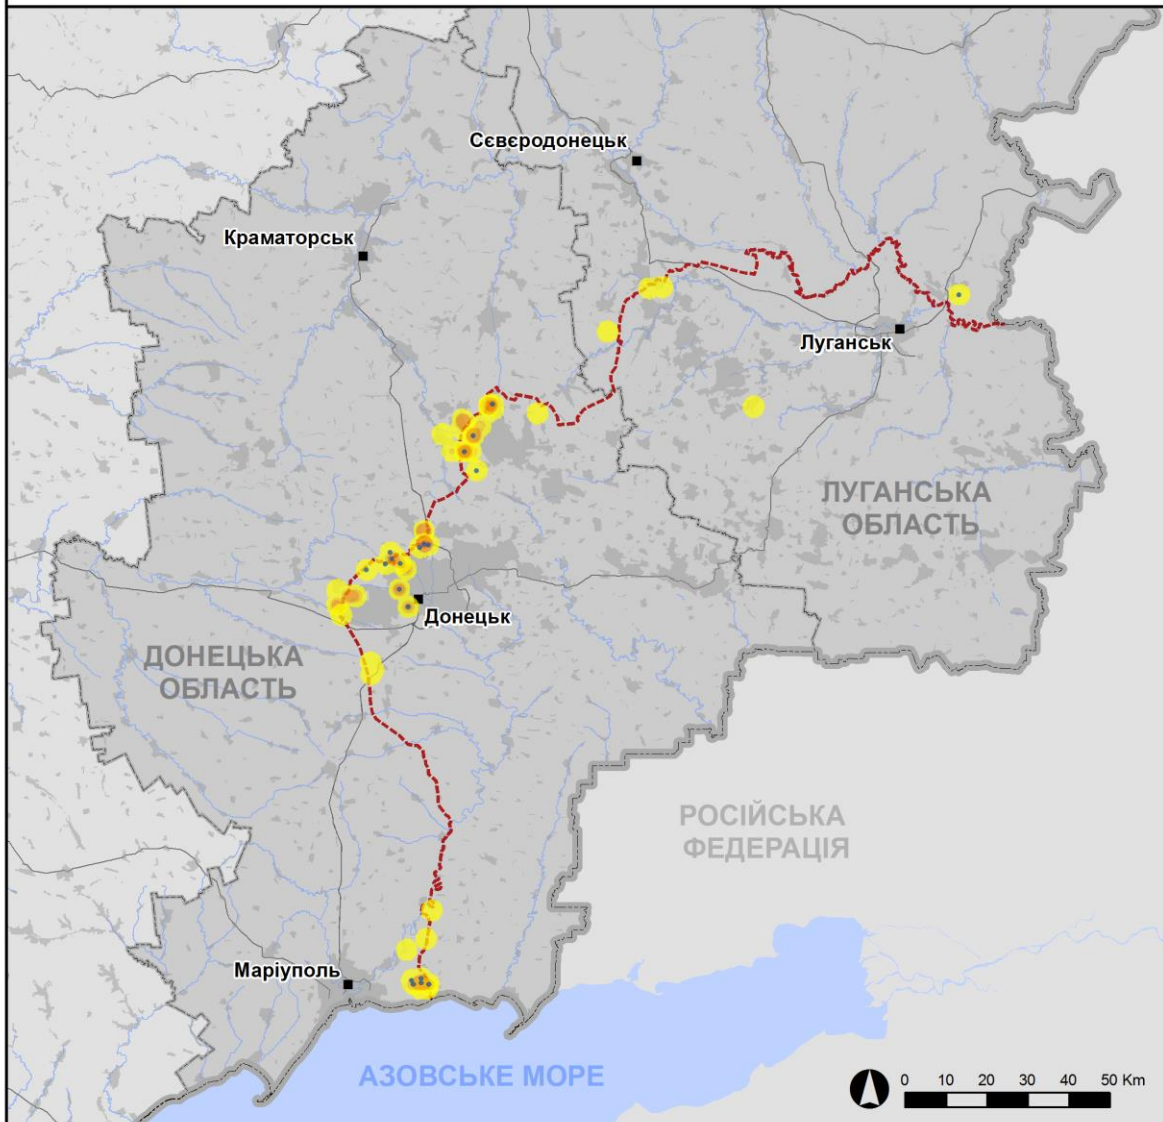 Сєвєродонецьк
Краматорськ
Луганськ
ЛУГАНСЬКА
ОБЛАСТЬ
Донецьк
ДОНЕЦЬКА
ОБЛАСТЬ
РОСІЙСЬКА
ФЕДЕРАЦІЯ
Маріуполь
АЗОВСЬКЕ МОРЕ
0 10 20 30 40 50 Km